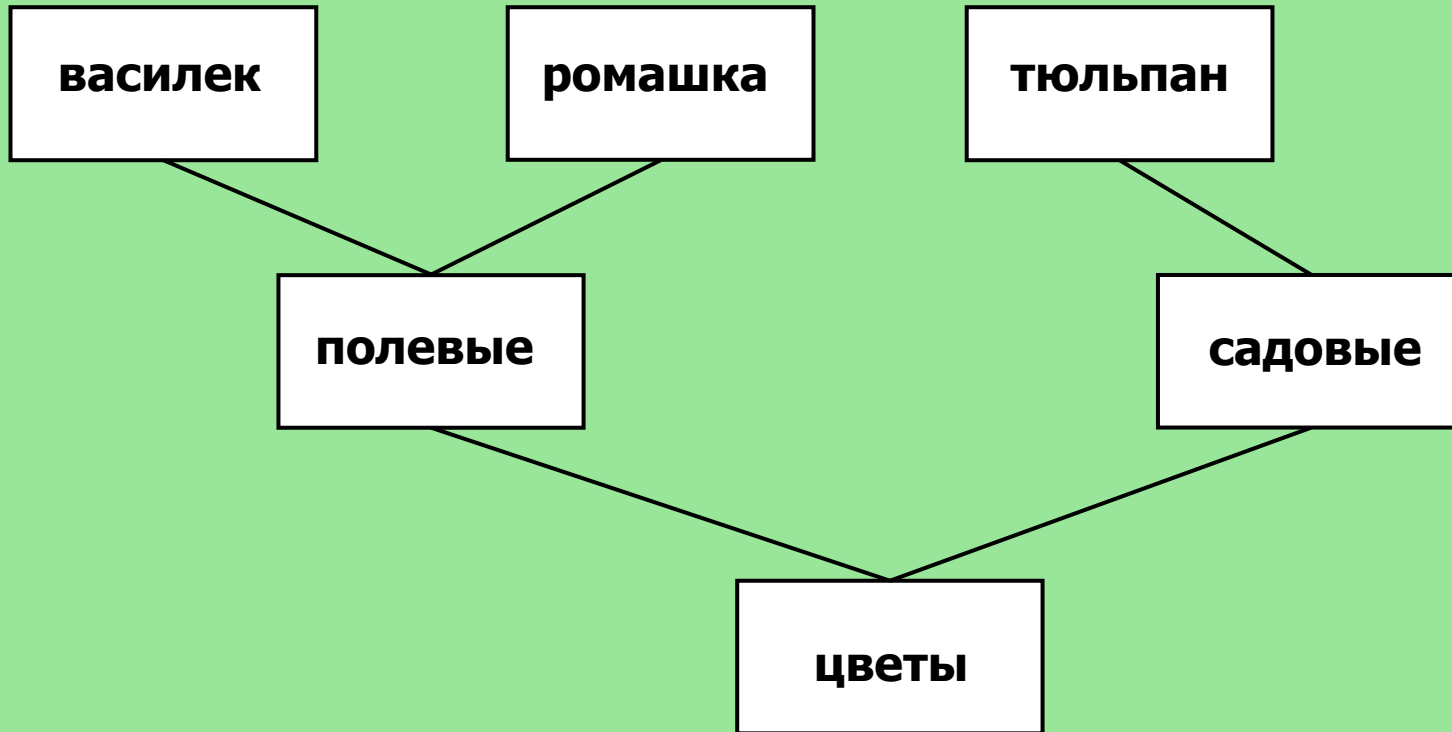 василек
ромашка
тюльпан
полевые
садовые
цветы